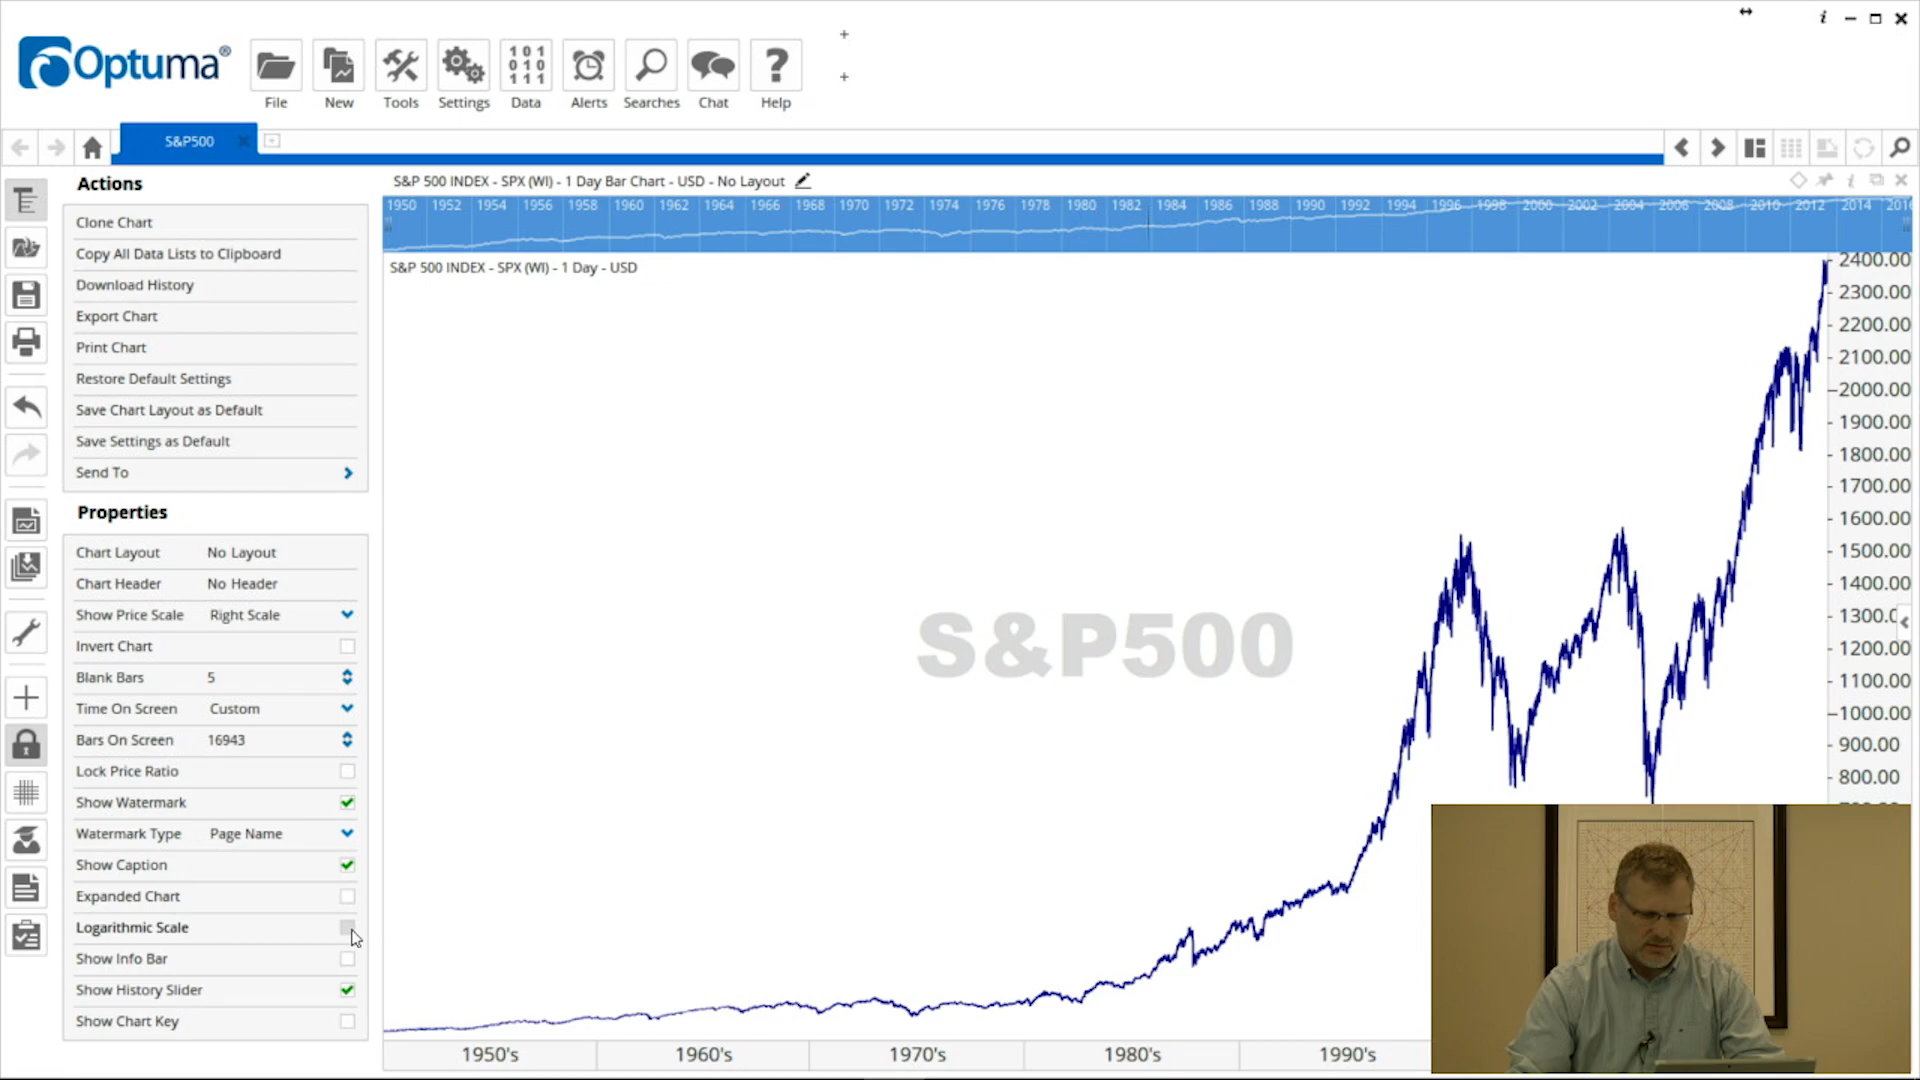 Optuma®
File
New
Tools
Settings
Data
Alerts
Searches
Chat
Help
S&P500
Actions
Clone Chart
Copy All Data Lists to Clipboard
Download History
Export Chart
Print Chart
Restore Default Settings
Save Chart Layout as Default
Save Settings as Default
Send To
Properties
Chart Layout No Layout
Chart Header No Header
Show Price Scale Right Scale
Invert Chart
Blank Bars 5
Time On Screen Custom
Bars On Screen 16943
Lock Price Ratio
Show Watermark
Watermark Type Page Name
Show Caption
Expanded Chart
Logarithmic Scale
Show Info Bar
Show History Slider
Show Chart Key
S&P 500 INDEX - SPX (WI) - 1 Day Bar Chart - USD - No Layout
1950 1952 1954 1956 1958 1960 1962 1964 1966 1968 1970 1972 1974 1976 1978 1980 1982 1984 1986 1988 1990 1992 1994 1996 1998 2000 2002 2004 2006 2008 2010 2012 2014 2016
S&P 500 INDEX - SPX (WI) - 1 Day - USD
2400.00
2300.00
2200.00
2100.00
2000.00
1900.00
1800.00
1700.00
1600.00
1500.00
1400.00
1300.00
1200.00
1100.00
1000.00
900.00
800.00
S&P500
1950's 1960's 1970's 1980's 1990's